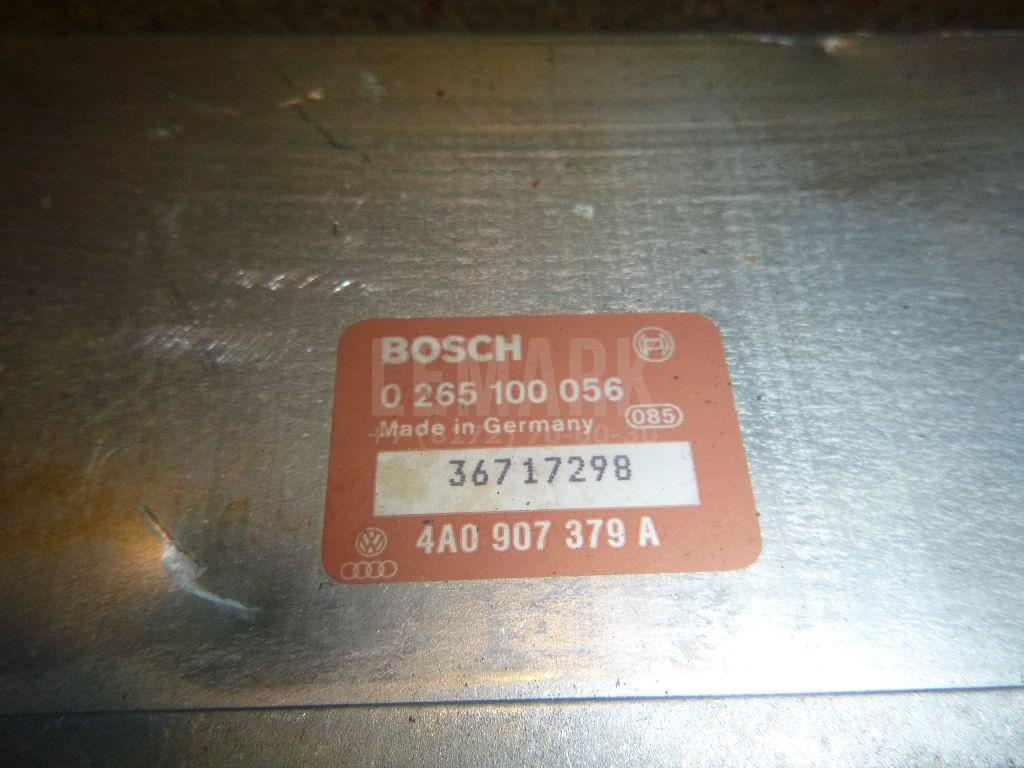 BOSCH
0 265 100 056
Made in Germany 085
36717298
4A0 907 379 A
LEMARK